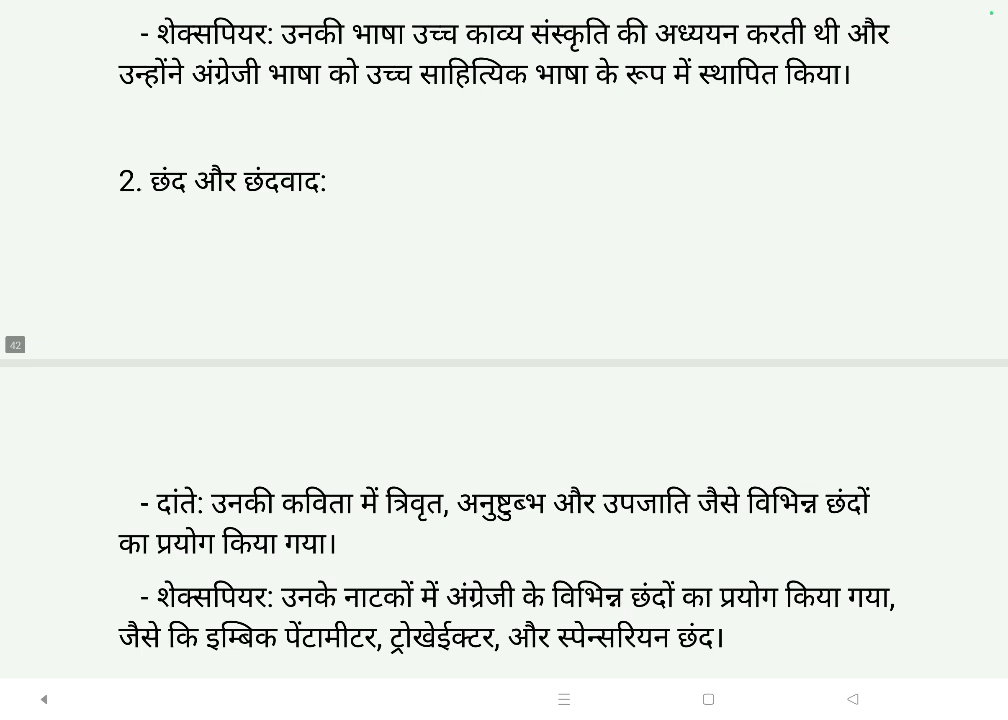 - शेक्सपियर: उनकी भाषा उच्च काव्य संस्कृति की अध्ययन करती थी और
उन्होंने अंग्रेजी भाषा को उच्च साहित्यिक भाषा के रूप में स्थापित किया।
2. छंद और छंदवाद:
42
- दांते: उनकी कविता में त्रिवृत, अनुष्टुब्भ और उपजाति जैसे विभिन्न छंदों
का प्रयोग किया गया।
- शेक्सपियर: उनके नाटकों में अंग्रेजी के विभिन्न छंदों का प्रयोग किया गया,
जैसे कि इम्बिक पेंटामीटर, ट्रोखेईक्टर, और स्पेन्सरियन छंद।